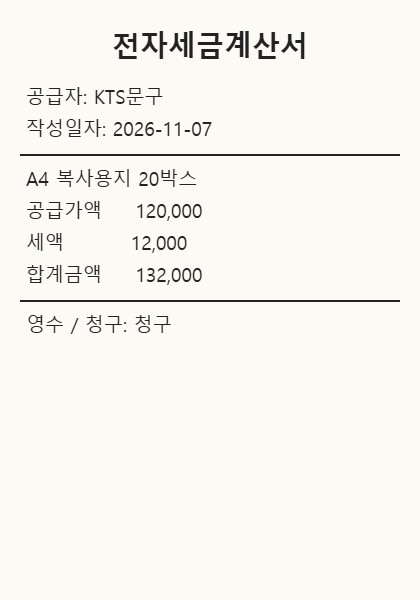 전자세금계산서
공급자: KTS문구
작성일자: 2026-11-07
A4 복사용지 20박스
공급가액 120,000
세액 12,000
합계금액 132,000
영수 / 청구: 청구